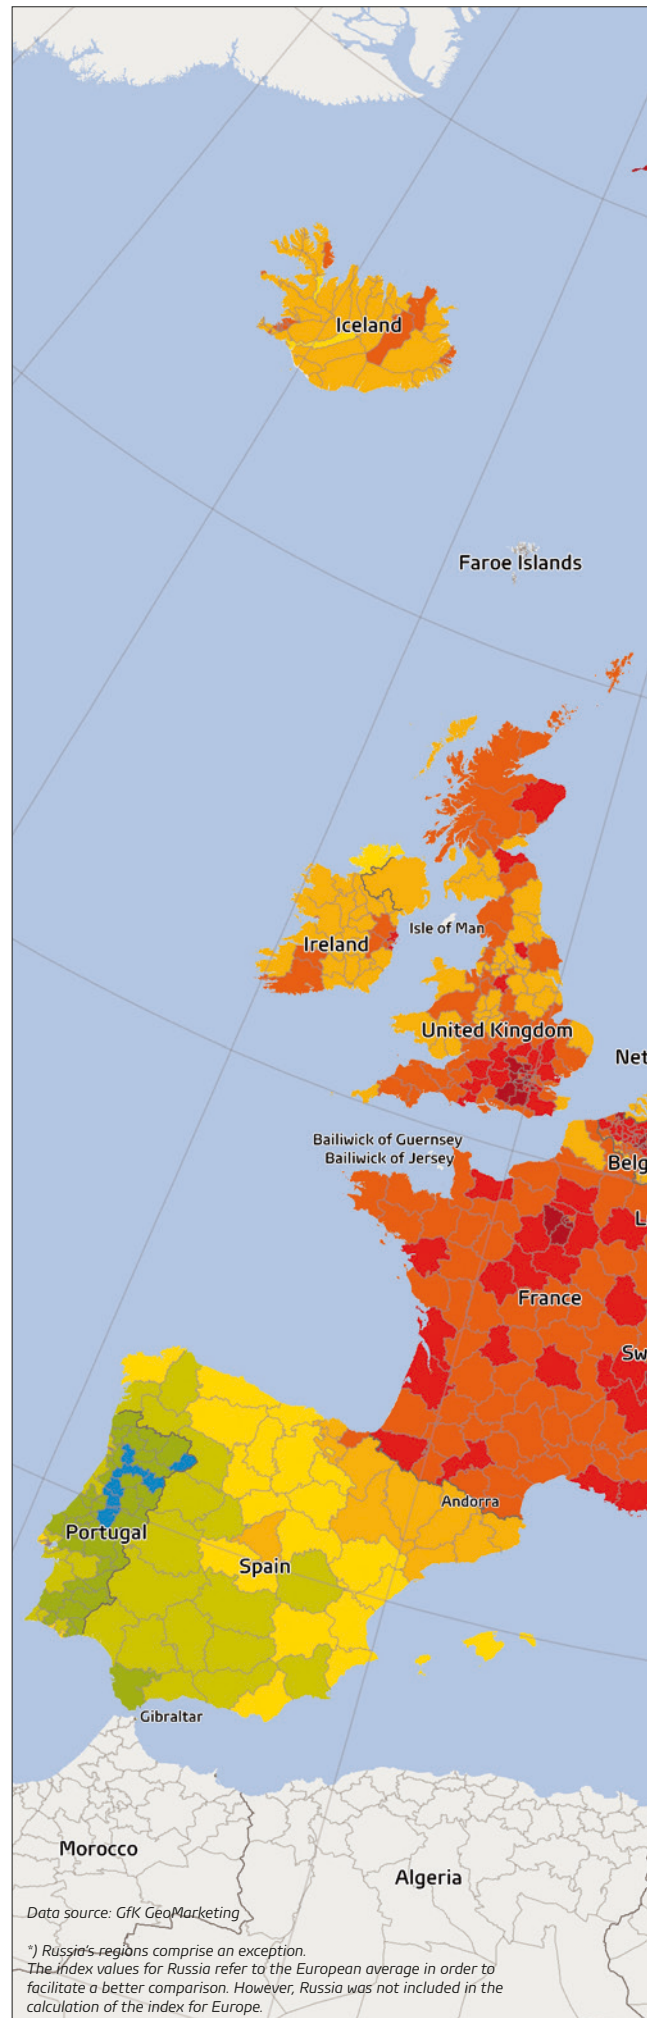 Iceland
Faroe Islands
Isle of Man
Ireland
United Kingdom
Net
Bailiwick of Guernsey
Bailiwick of Jersey
Belg
L
France
Sw
Andorra
Portugal
Spain
Gibraltar
Morocco
Algeria
Data source: GfK GeoMarketing
*) Russia's regions comprise an exception.
The index values for Russia refer to the European average in order to
facilitate a better comparison. However, Russia was not included in the
calculation of the index for Europe.